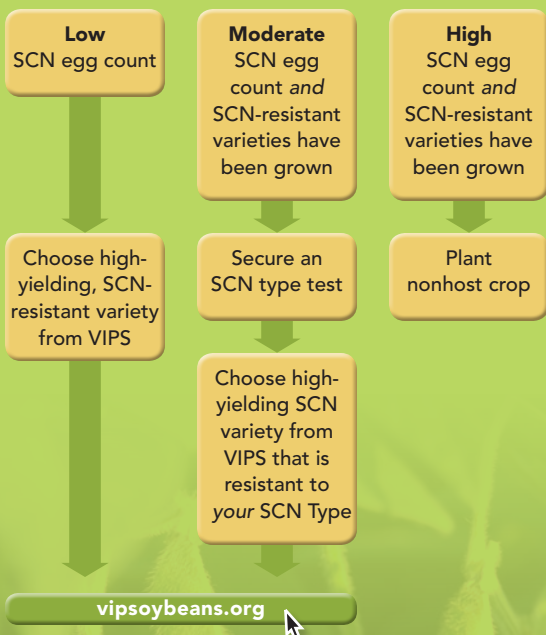 Low
SCN egg count
Moderate
SCN egg
count and
SCN-resistant
varieties have
been grown
High
SCN egg
count and
SCN-resistant
varieties have
been grown
Choose high-
yielding, SCN-
resistant variety
from VIPS
Secure an
SCN type test
Plant
nonhost crop
Choose high-
yielding SCN
variety from
VIPS that is
resistant to
your SCN Type
vipsoybeans.org